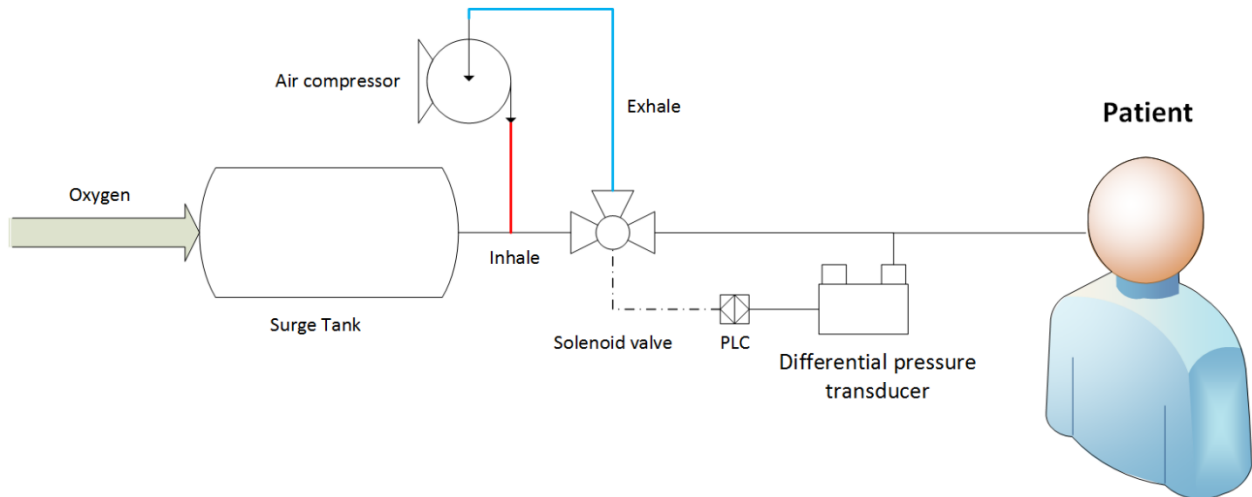 Air compressor
Exhale
Patient
Oxygen
Inhale
Surge Tank
Solenoid valve
PLC
Differential pressure
transducer